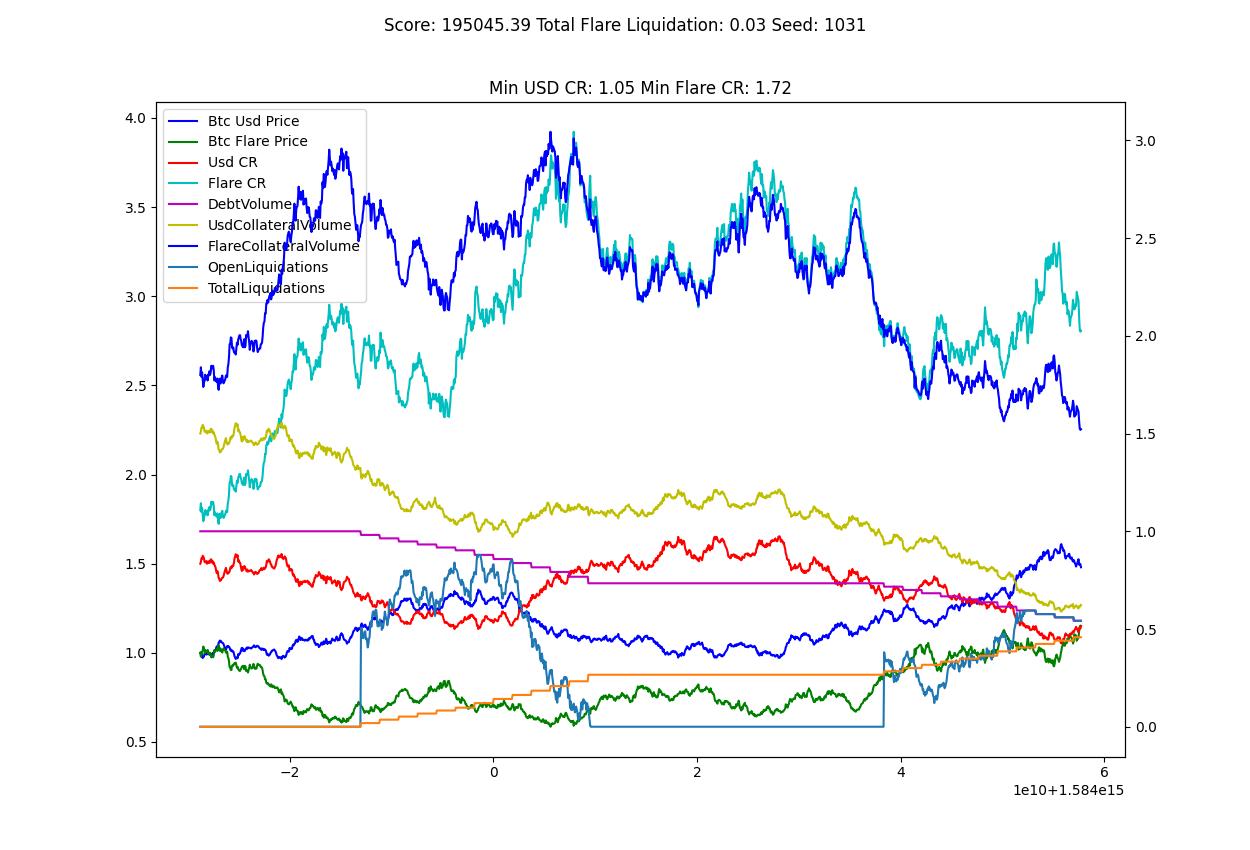 Score: 195045.39 Total Flare Liquidation: 0.03 Seed: 1031
Min USD CR: 1.05 Min Flare CR: 1.72
Btc Usd Price
Btc Flare Price
Usd CR
Flare CR
DebtVolume
UsdCollateralVolume
FlareCollateralVolume
OpenLiquidations
TotalLiquidations
4.0
3.5
3.0
2.5
2.0
1.5
1.0
0.5
3.0
2.5
2.0
1.5
1.0
0.5
0.0
−2 0 2 4 6
1e10+1.584e15